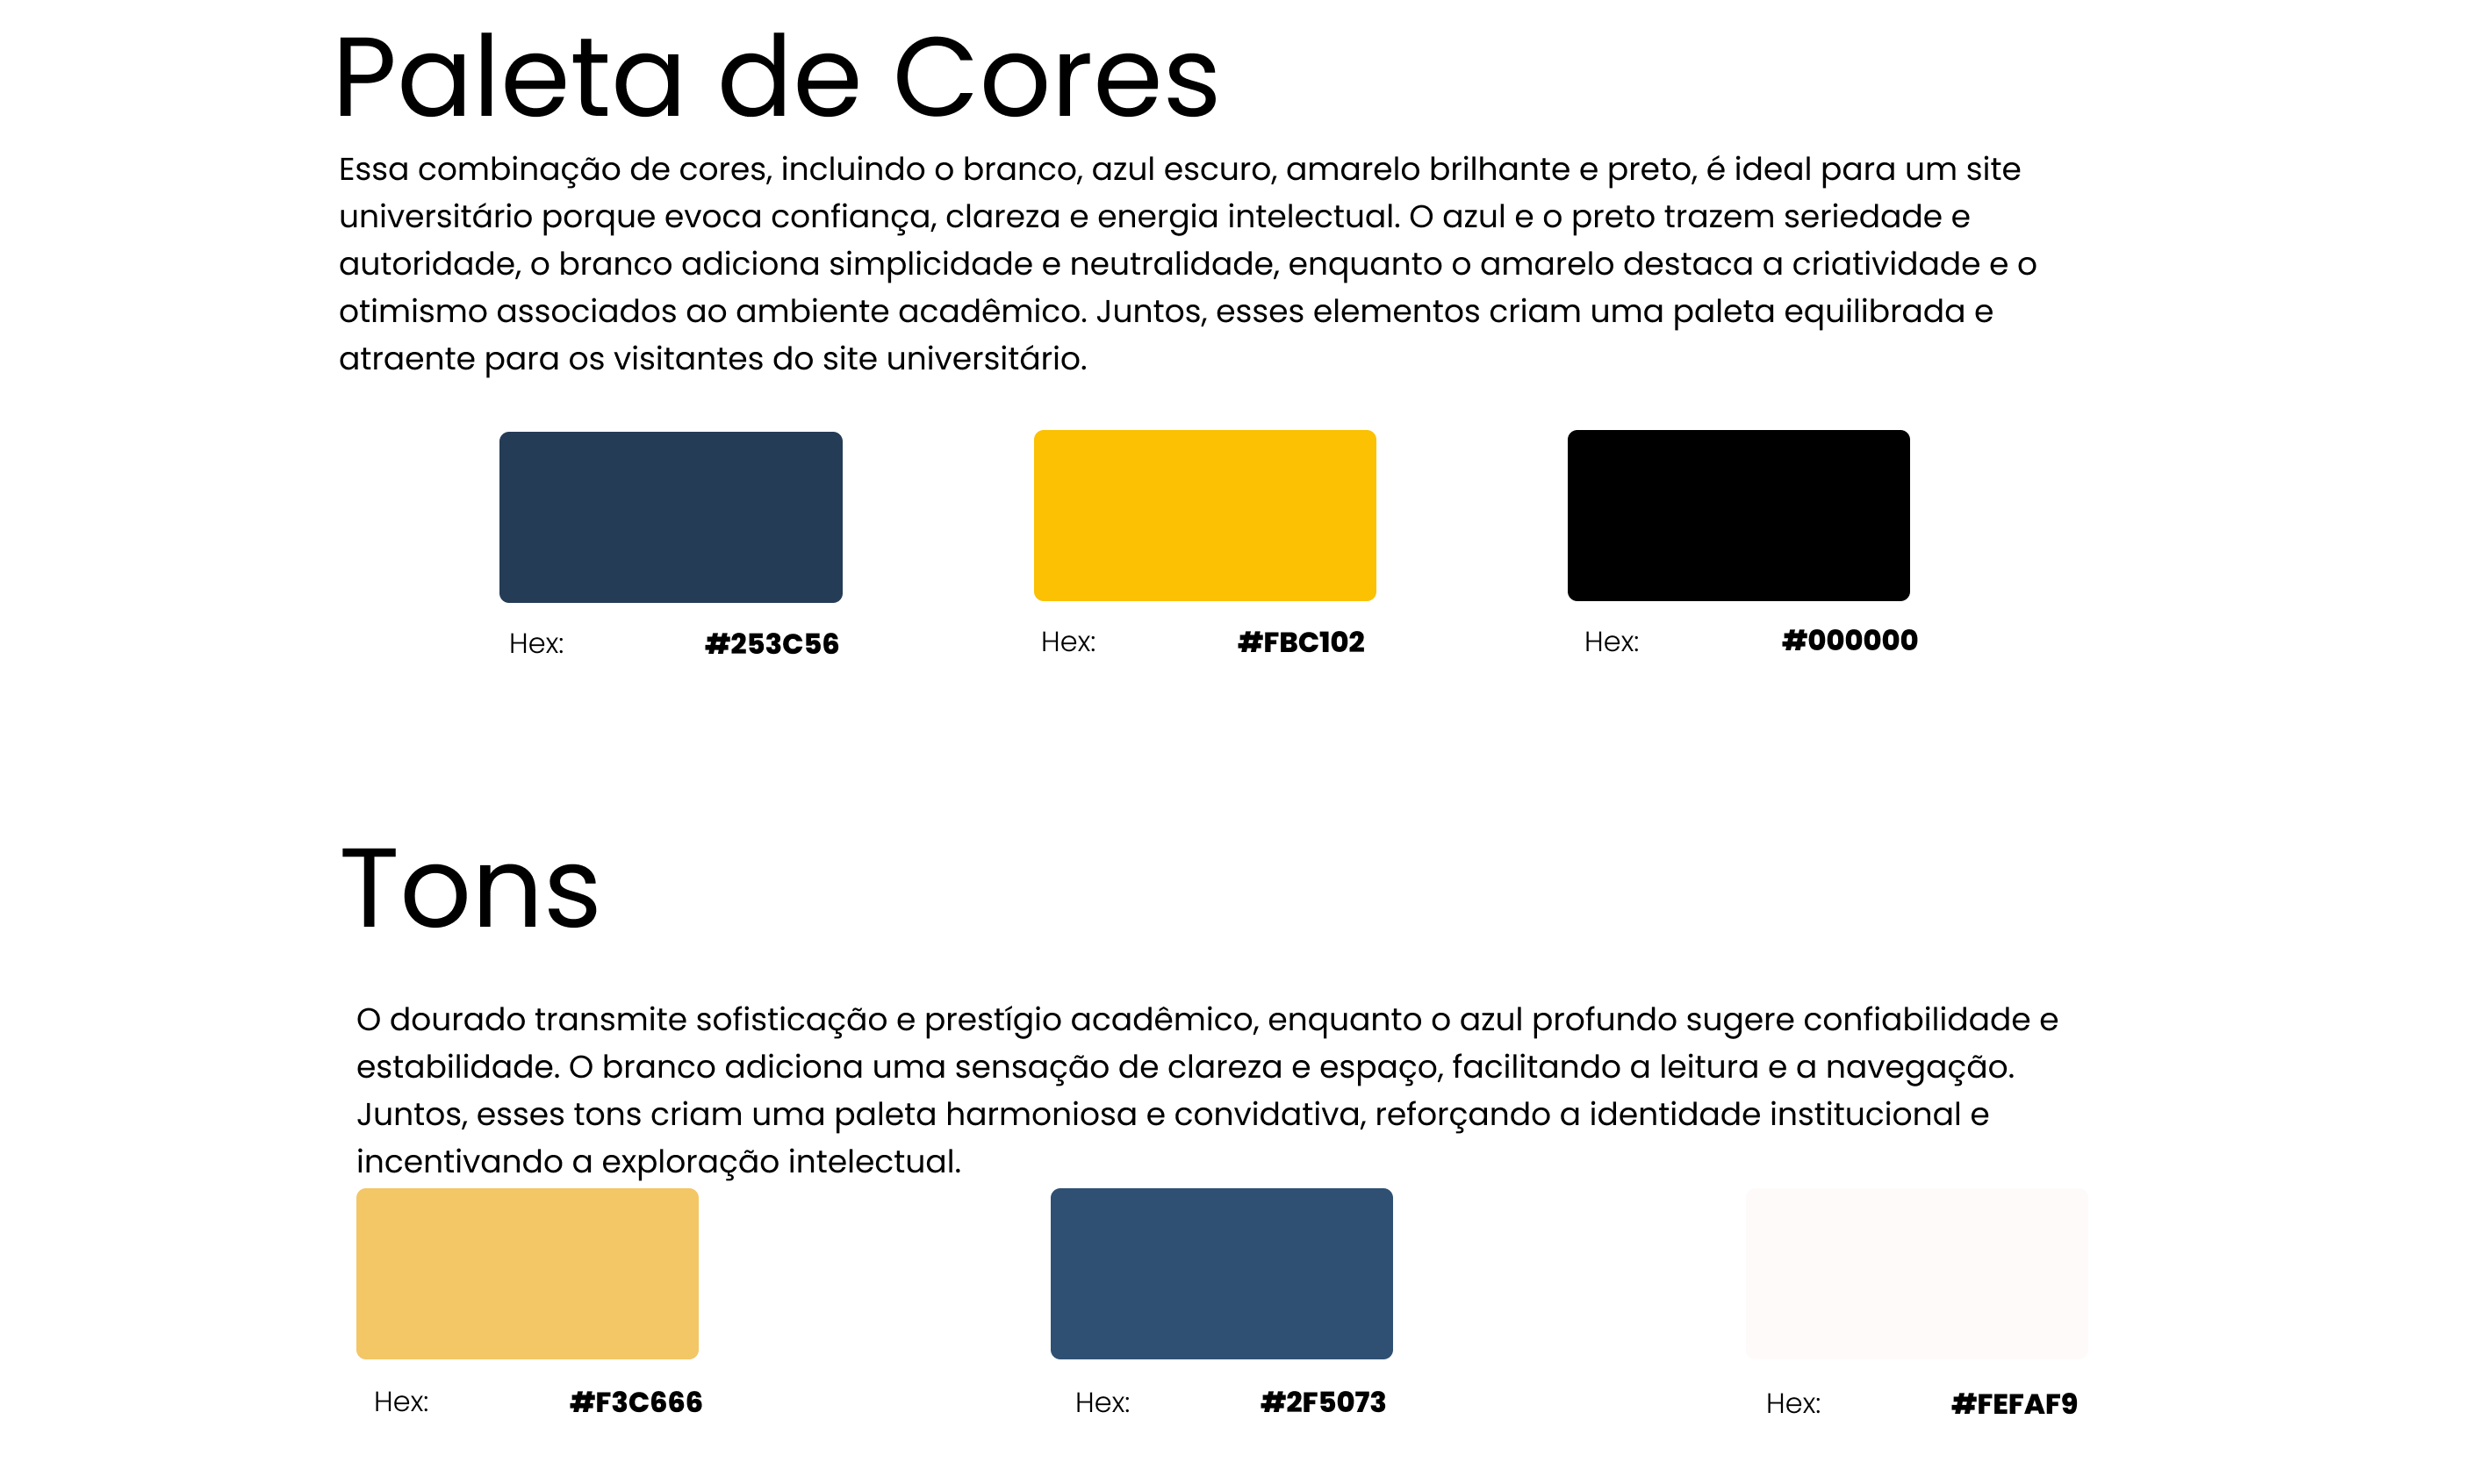 Paleta de Cores
Essa combinação de cores, incluindo o branco, azul escuro, amarelo brilhante e preto, é ideal para um site
universitário porque evoca confiança, clareza e energia intelectual. O azul e o preto trazem seriedade e
autoridade, o branco adiciona simplicidade e neutralidade, enquanto o amarelo destaca a criatividade e o
otimismo associados ao ambiente acadêmico. Juntos, esses elementos criam uma paleta equilibrada e
atraente para os visitantes do site universitário.
Hex: #253C56 Hex: #FBC102 Hex: #000000
Tons
O dourado transmite sofisticação e prestígio acadêmico, enquanto o azul profundo sugere confiabilidade e
estabilidade. O branco adiciona uma sensação de clareza e espaço, facilitando a leitura e a navegação.
Juntos, esses tons criam uma paleta harmoniosa e convidativa, reforçando a identidade institucional e
incentivando a exploração intelectual.
Hex: #F3C666 Hex: #2F5073 Hex: #FEFAF9